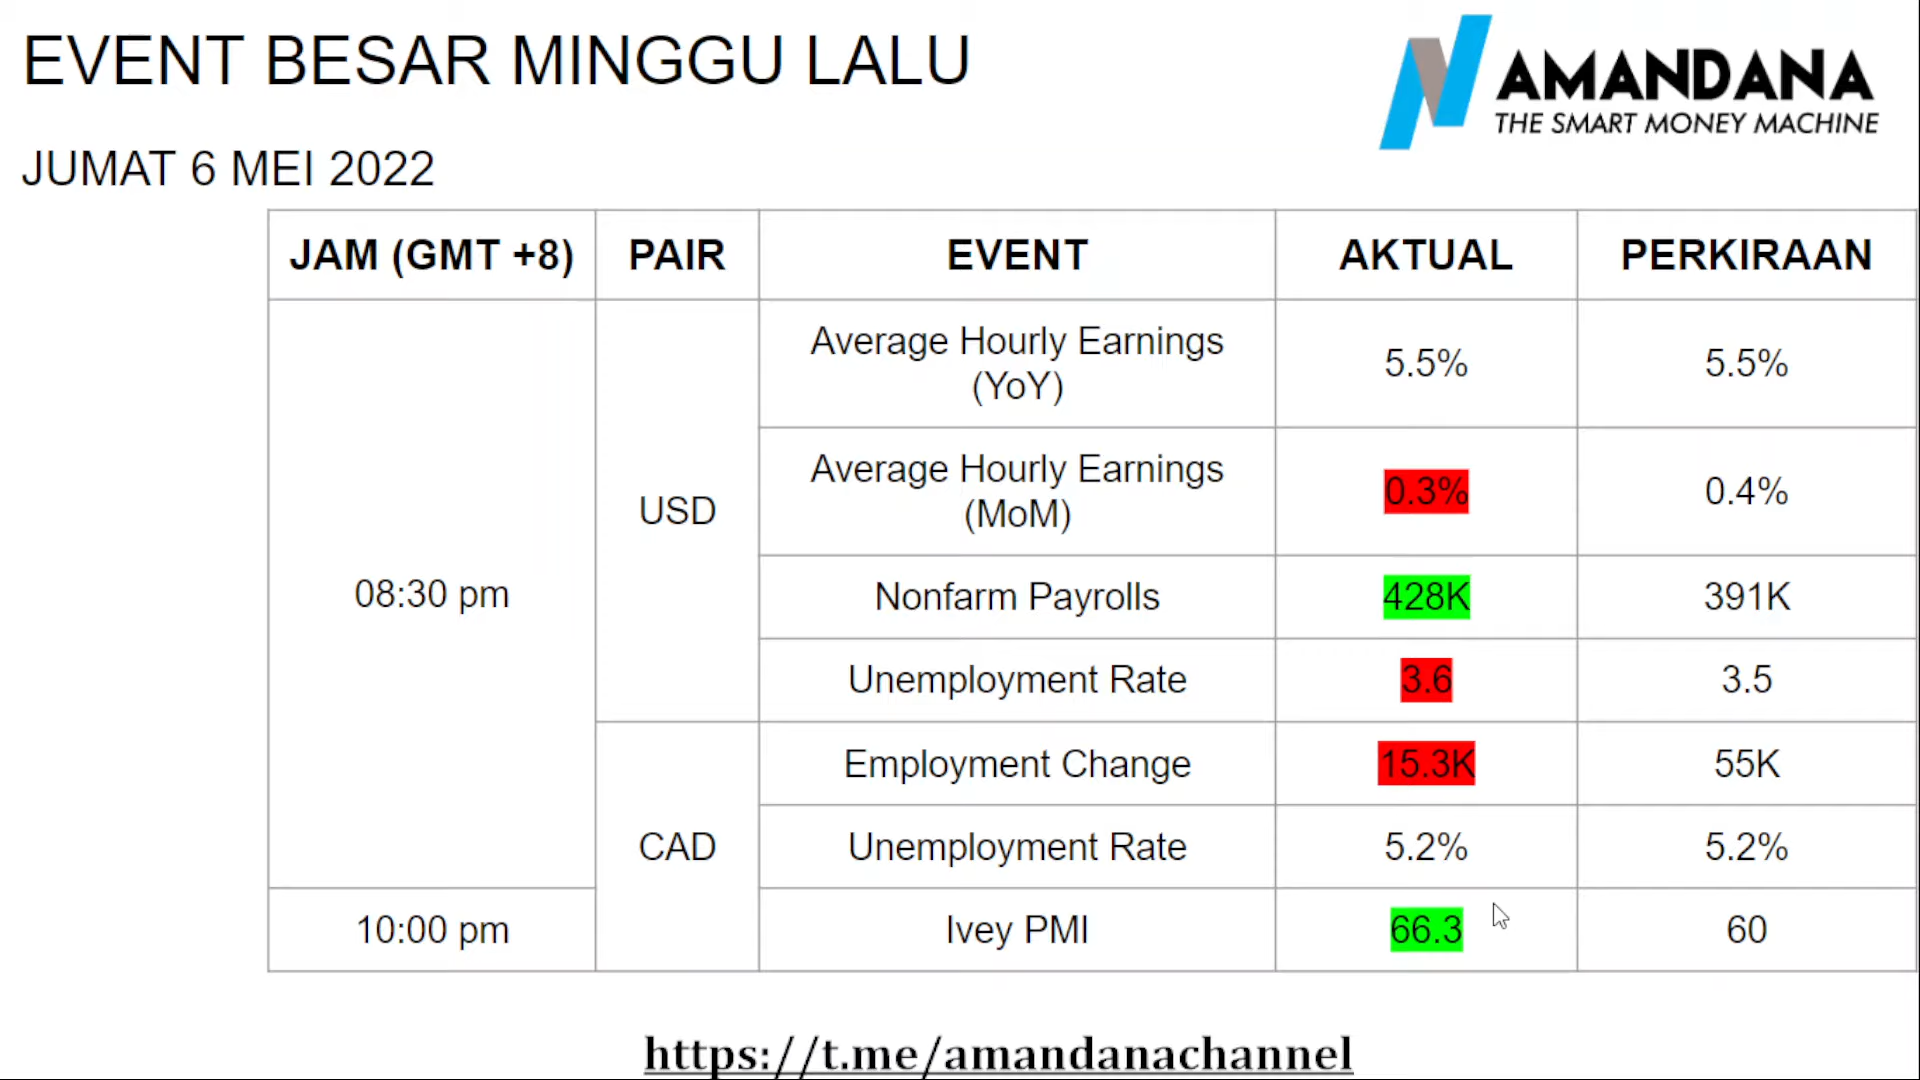 EVENT BESAR MINGGU LALU
AMANDANA
THE SMART MONEY MACHINE
JUMAT 6 MEI 2022
JAM (GMT +8) PAIR EVENT AKTUAL PERKIRAAN
08:30 pm
USD
Average Hourly Earnings
(YoY)
5.5% 5.5%
Average Hourly Earnings
(MoM)
0.3% 0.4%
Nonfarm Payrolls 428K 391K
Unemployment Rate 3.6 3.5
CAD
Employment Change 15.3K 55K
Unemployment Rate 5.2% 5.2%
10:00 pm Ivey PMI 66.3 60
https://t.me/amandanachannel